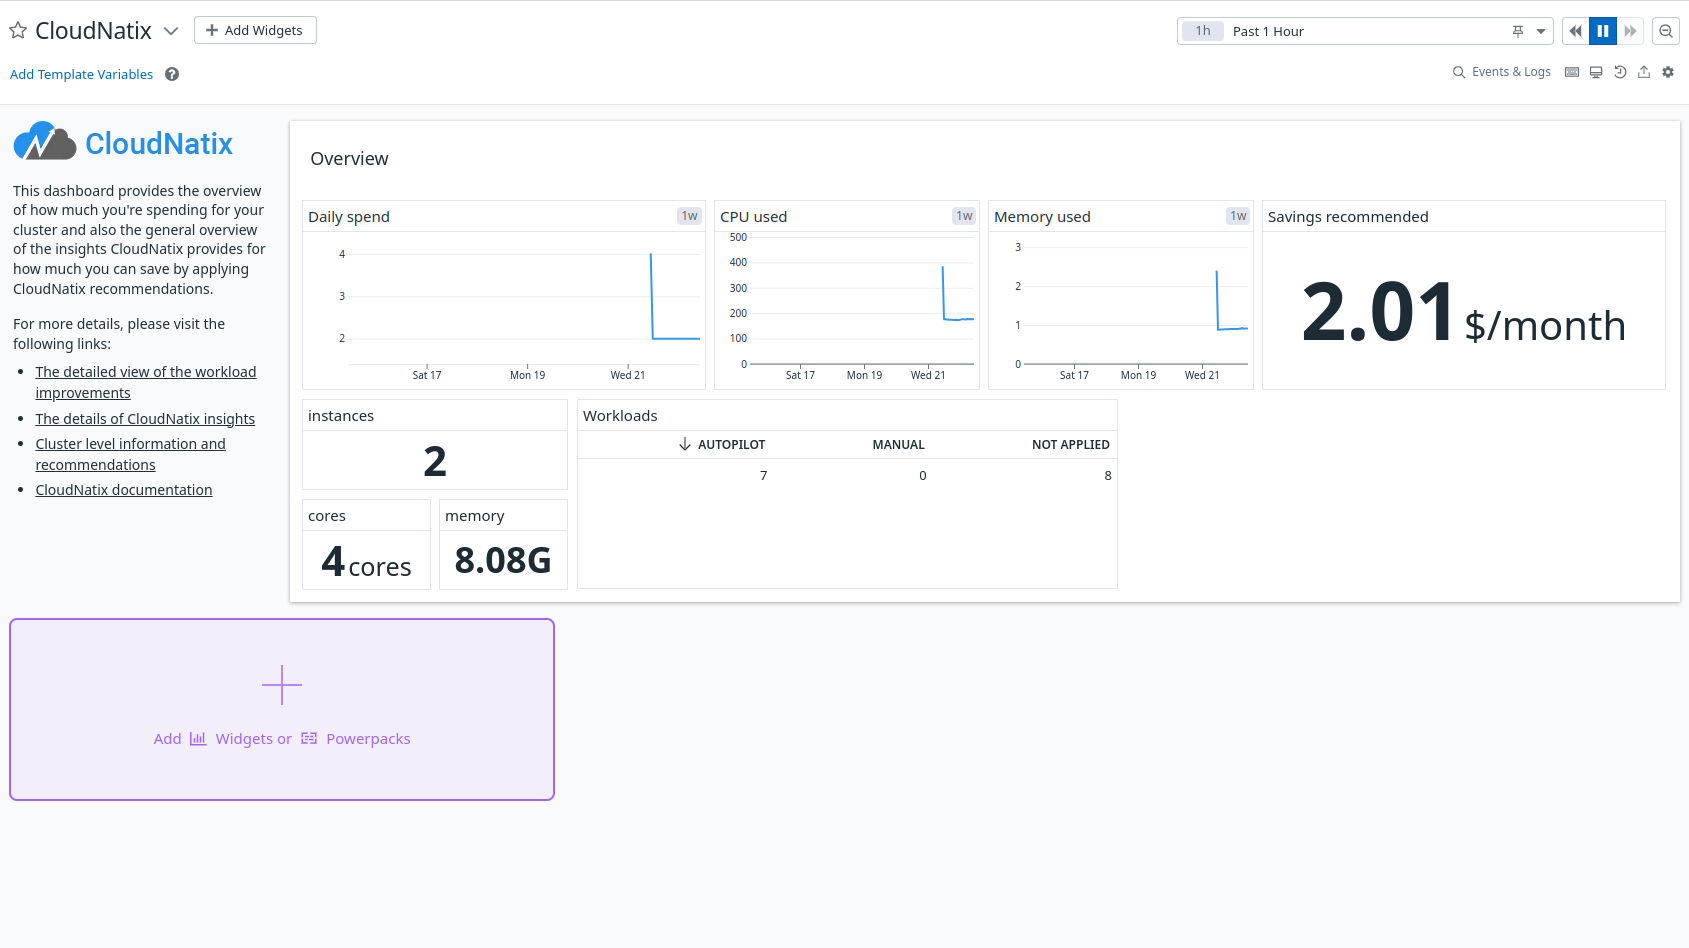 CloudNatix
Add Widgets
1h Past 1 Hour
Add Template Variables
Events & Logs
CloudNatix
This dashboard provides the overview
of how much you're spending for your
cluster and also the general overview
of the insights CloudNatix provides for
how much you can save by applying
CloudNatix recommendations.
For more details, please visit the
following links:
The detailed view of the workload
improvements
The details of CloudNatix insights
Cluster level information and
recommendations
CloudNatix documentation
Overview
Daily spend 1w
4
3
2
Sat 17 Mon 19 Wed 21
CPU used 1w
500
400
300
200
100
0
Sat 17 Mon 19 Wed 21
Memory used 1w
3
2
1
0
Sat 17 Mon 19 Wed 21
Savings recommended
2.01 $/month
instances
2
cores
4 cores
memory
8.08G
Workloads
AUTOPILOT MANUAL NOT APPLIED
7 0 8
Add Widgets or Powerpacks